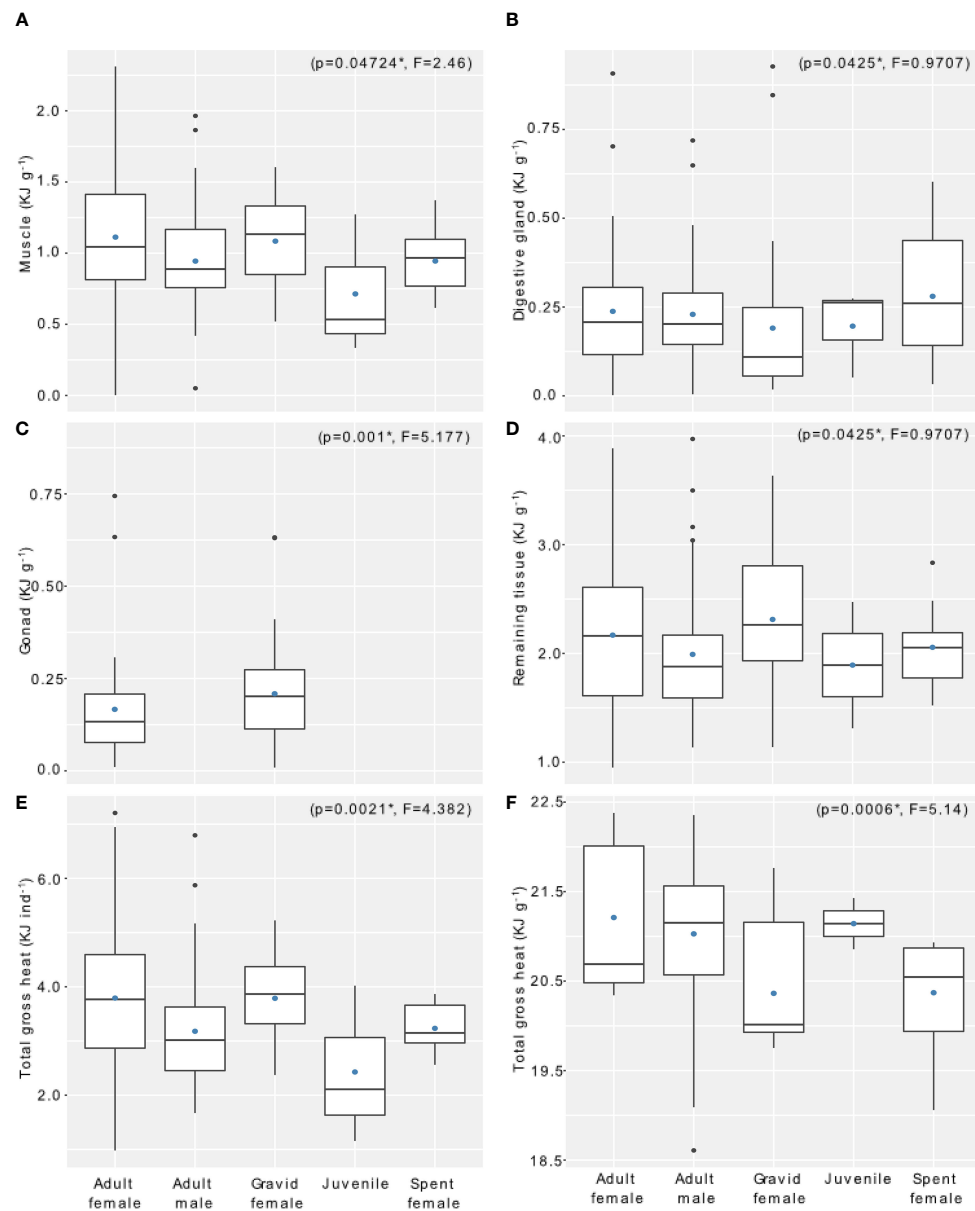 A
(p=0.04724*, F=2.46)
Muscle (KJ g⁻¹)
2.0
1.5
1.0
0.5
0.0
B
(p=0.0425*, F=0.9707)
Digestive gland (KJ g⁻¹)
0.75
0.50
0.25
0.0
C
(p=0.001*, F=5.177)
Gonad (KJ g⁻¹)
0.75
0.50
0.25
0.0
D
(p=0.0425*, F=0.9707)
Remaining tissue (KJ g⁻¹)
4.0
3.0
2.0
1.0
E
(p=0.0021*, F=4.382)
Total gross heat (KJ ind⁻¹)
6.0
4.0
2.0
Adult female
Adult male
Gravid female
Juvenile
Spent female
F
(p=0.0006*, F=5.14)
Total gross heat (KJ g⁻¹)
22.5
21.5
20.5
19.5
18.5
Adult female
Adult male
Gravid female
Juvenile
Spent female